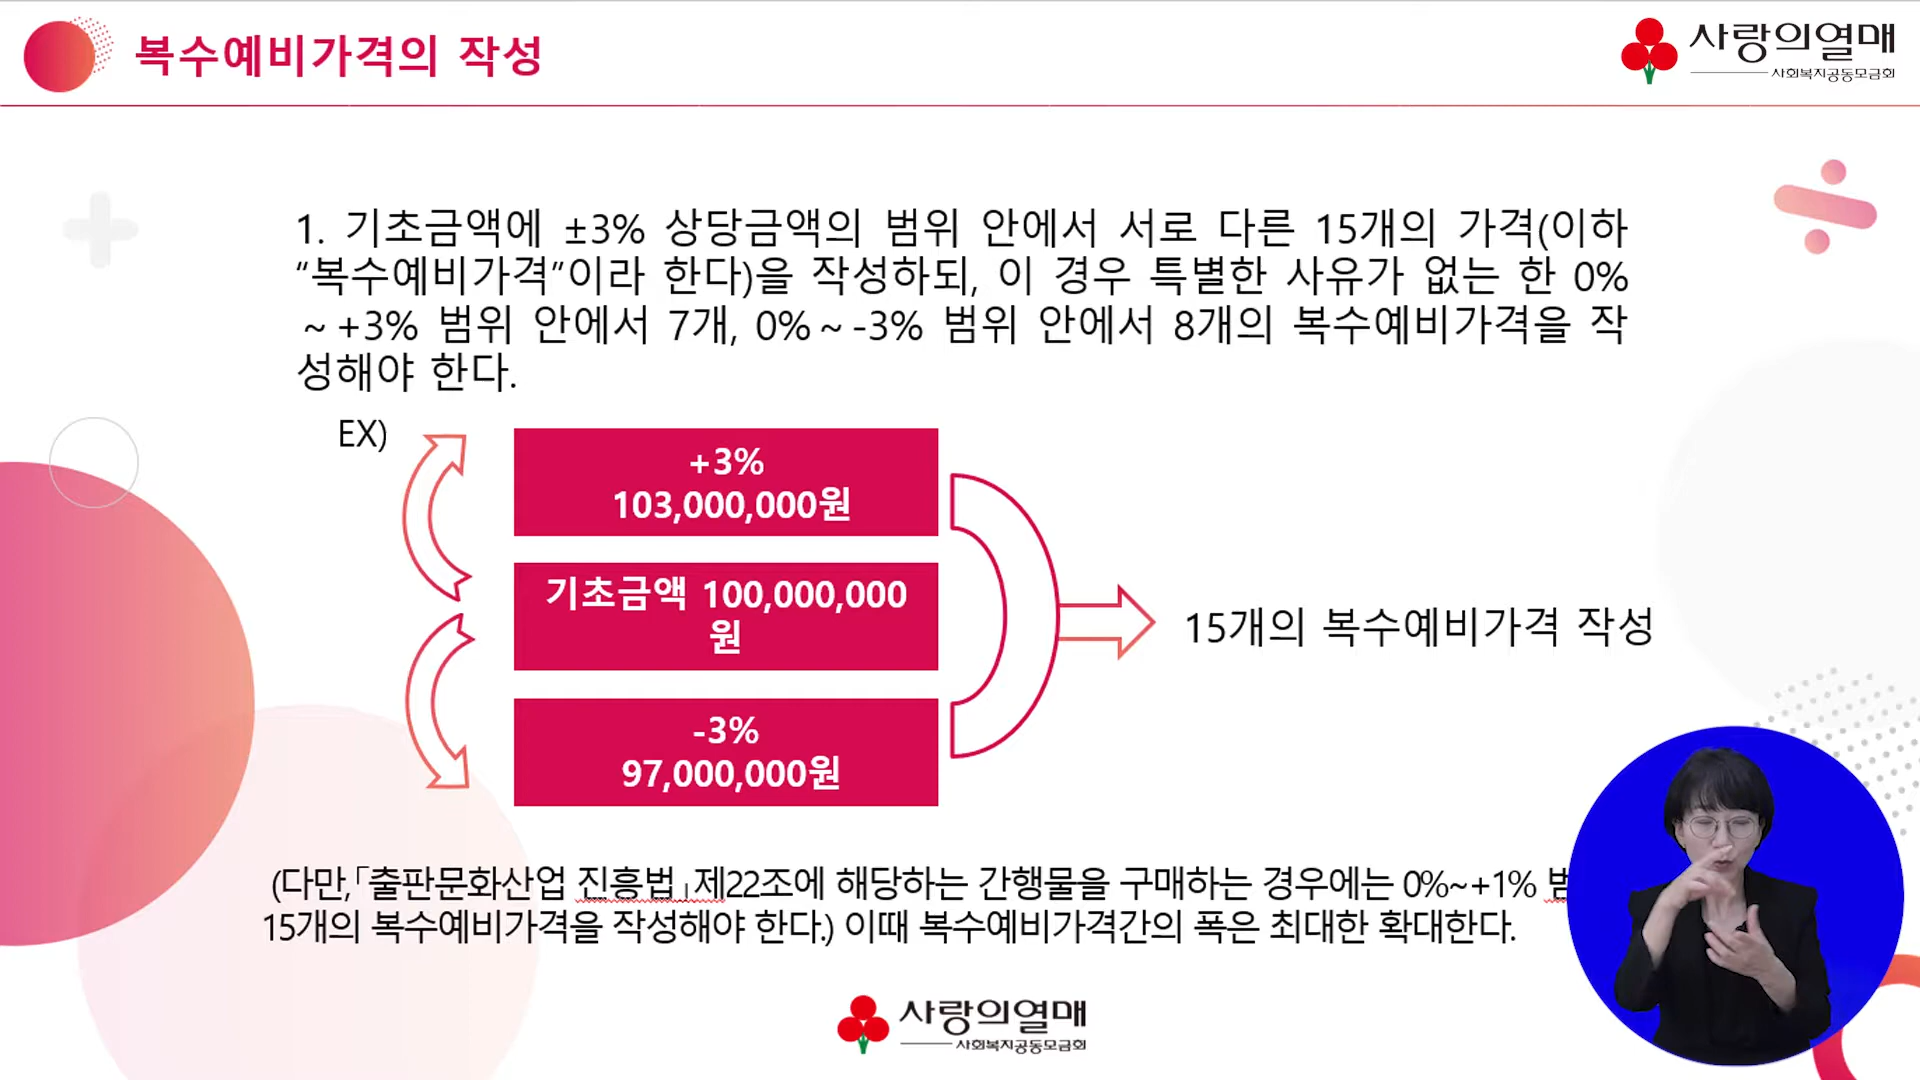 복수예비가격의 작성
사랑의열매
사회복지공동모금회
1. 기초금액에 ±3% 상당금액의 범위 안에서 서로 다른 15개의 가격(이하
“복수예비가격”이라 한다)을 작성하되, 이 경우 특별한 사유가 없는 한 0%
~ +3% 범위 안에서 7개, 0% ~ -3% 범위 안에서 8개의 복수예비가격을 작
성해야 한다.
EX)
+3%
103,000,000원
기초금액 100,000,000
원
-3%
97,000,000원
15개의 복수예비가격 작성
(다만,「출판문화산업 진흥법」제22조에 해당하는 간행물을 구매하는 경우에는 0%~+1%
15개의 복수예비가격을 작성해야 한다.) 이때 복수예비가격간의 폭은 최대한 확대한다.
사랑의열매
사회복지공동모금회